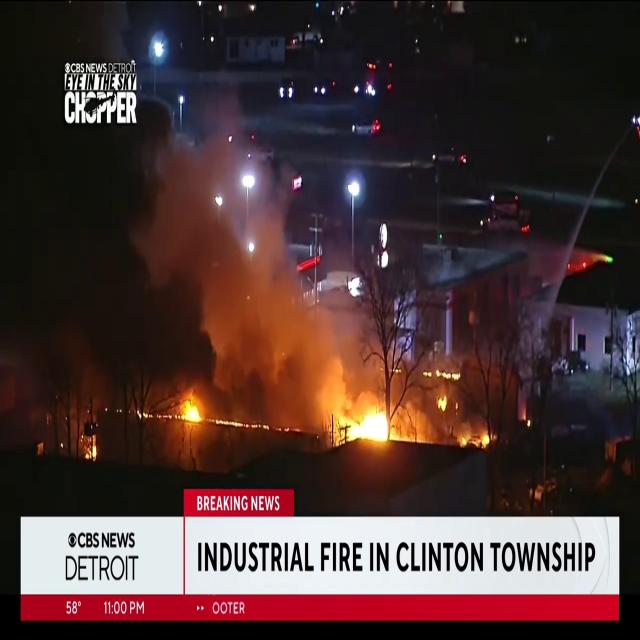 CBS NEWS DETROIT
EYE IN THE SKY
CHOPPER
BREAKING NEWS
CBS NEWS
DETROIT
INDUSTRIAL FIRE IN CLINTON TOWNSHIP
58° 11:00 PM OOTER